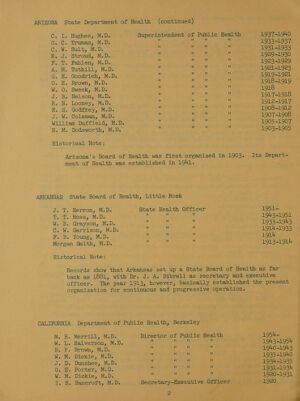 ARIZONA State Department of Health (continued)
C. I. Hughes, M.D. Superintendent of Public Health 1937-1940
G. C. Truman, M.D. " " " " 1933-1937
C. W. Sult, M.D. " " " " 1931-1933
R. J. Stroud, M.D. " " " " 1929-1930
F. T. Fahlen, M.D. " " " " 1923-1929
A. M. Tuthill, M.D. " " " " 1921-1923
G. E. Goodrich, M.D. " " " " 1919-1921
O. H. Brown, M.D. " " " " 1918-1919
W. O. Sweek, M.D. " " " " 1918
J. B. Nelson, M.D. " " " " 1917-1918
R. N. Looney, M.D. " " " " 1912-1917
E. S. Godfrey, M.D. " " " " 1908-1912
J. W. Coleman, M.D. " " " " 1907-1908
William Duffield, M.D. " " " " 1905-1907
E. M. Dodsworth, M.D. " " " " 1903-1905
Historical Note:
Arizona's Board of Health was first organized in 1903. Its Depart-
ment of Health was established in 1941.
ARKANSAS State Board of Health, Little Rock
J. T. Herron, M.D. State Health Officer 1951-
T. T. Ross, M.D. " " " 1943-1951
W. B. Grayson, M.D. " " " 1933-1943
C. W. Garrison, M.D. " " " 1914-1933
F. B. Young, M.D. " " " 1914
Morgan Smith, M.D. " " " 1913-1914
Historical Note:
Records show that Arkansas set up a State Board of Health as far
back as 1881, with Dr. J. A. Dibrell as secretary and executive
officer. The year 1913, however, basically established the present
organization for continuous and progressive operation.
CALIFORNIA Department of Public Health, Berkeley
M. H. Merrill, M.D. Director of Public Health 1954-
W. L. Halverson, M.D. " " " " 1943-1954
B. F. Brown, M.D. " " " " 1940-1943
W. M. Dickie, M.D. " " " " 1935-1940
J. D. Dunshee, M.D. " " " " 1934-1935
G. E. Porter, M.D. " " " " 1931-1934
W. M. Dickie, M.D. " " " " 1920-1931
I. S. Bancroft, M.D. Secretary-Executive Officer 1920
2